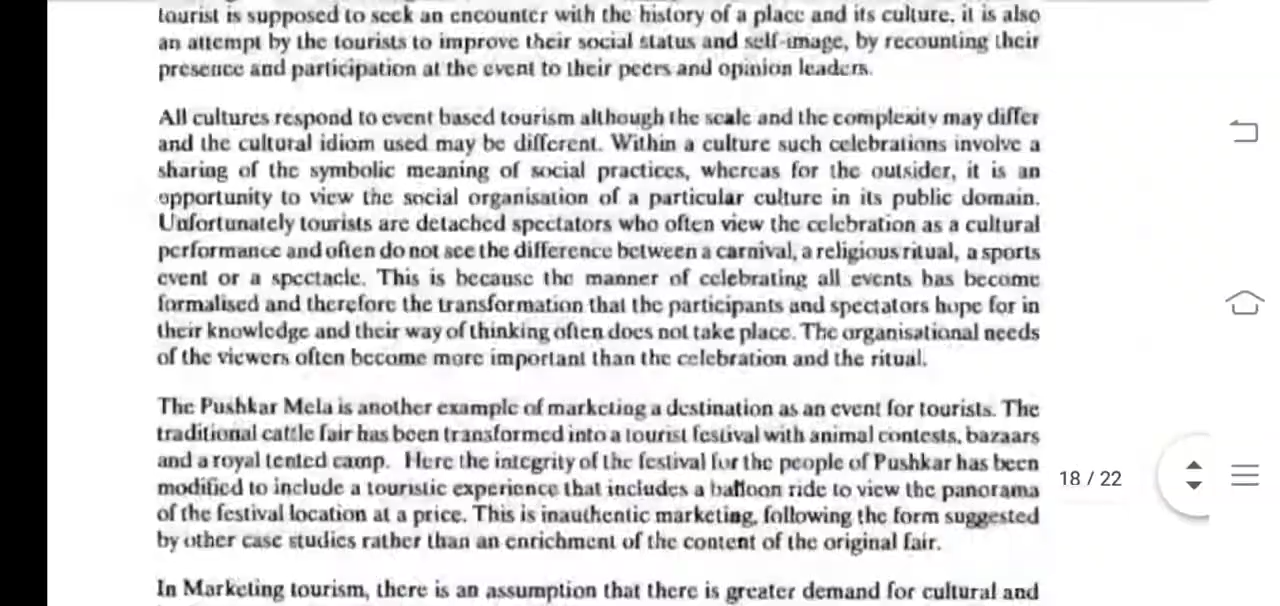 tourist is supposed to seek an encounter with the history of a place and its culture, it is also
an attempt by the tourists to improve their social status and self-image, by recounting their
presence and participation at the event to their peers and opinion leaders.
All cultures respond to event based tourism although the scale and the complexity may differ
and the cultural idiom used may be different. Within a culture such celebrations involve a
sharing of the symbolic meaning of social practices, whereas for the outsider, it is an
opportunity to view the social organisation of a particular culture in its public domain.
Unfortunately tourists are detached spectators who often view the celebration as a cultural
performance and often do not see the difference between a carnival, a religious ritual, a sports
event or a spectacle. This is because the manner of celebrating all events has become
formalised and therefore the transformation that the participants and spectators hope for in
their knowledge and their way of thinking often does not take place. The organisational needs
of the viewers often become more important than the celebration and the ritual.
The Pushkar Mela is another example of marketing a destination as an event for tourists. The
traditional cattle fair has been transformed into a tourist festival with animal contests, bazaars
and a royal tented camp. Here the integrity of the festival for the people of Pushkar has been
modified to include a touristic experience that includes a balloon ride to view the panorama
of the festival location at a price. This is inauthentic marketing, following the form suggested
by other case studies rather than an enrichment of the content of the original fair.
In Marketing tourism, there is an assumption that there is greater demand for cultural and
18 / 22